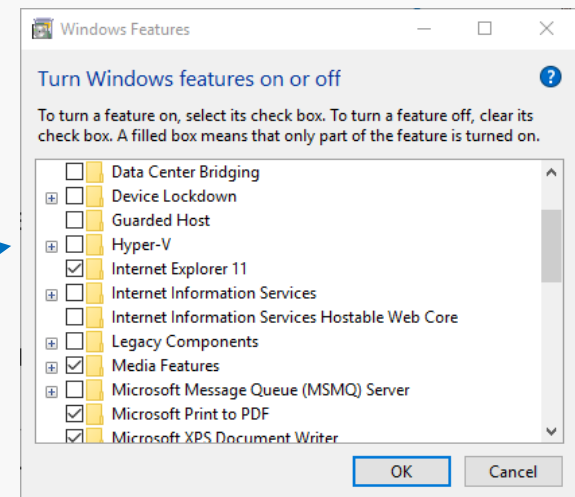 Windows Features
Turn Windows features on or off
To turn a feature on, select its check box. To turn a feature off, clear its
check box. A filled box means that only part of the feature is turned on.
Data Center Bridging
Device Lockdown
Guarded Host
Hyper-V
Internet Explorer 11
Internet Information Services
Internet Information Services Hostable Web Core
Legacy Components
Media Features
Microsoft Message Queue (MSMQ) Server
Microsoft Print to PDF
Microsoft XPS Document Writer
OK Cancel